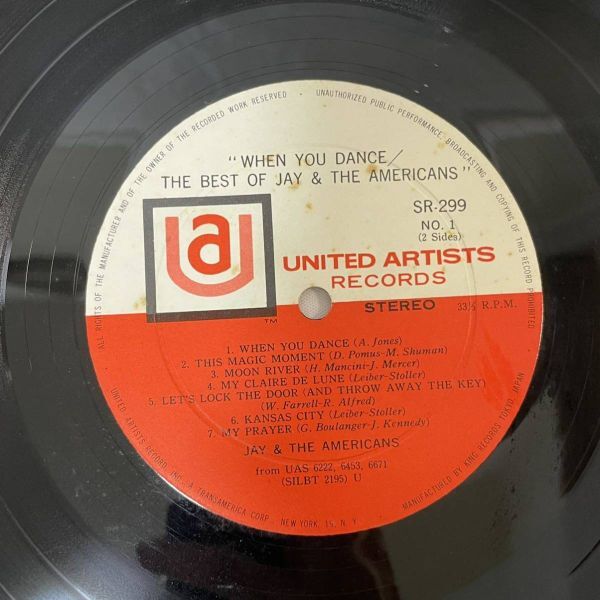 ALL RIGHTS OF THE MANUFACTURER AND OF THE OWNER OF THE RECORDED WORK RESERVED · UNAUTHORIZED PUBLIC PERFORMANCE, BROADCASTING AND COPYING OF THIS RECORD PROHIBITED.
"WHEN YOU DANCE/
THE BEST OF JAY & THE AMERICANS"
SR-299
NO. 1
(2 Sides)
ua
UNITED ARTISTS
RECORDS
TM
STEREO 33⅓ R.P.M.
1. WHEN YOU DANCE (A. Jones)
2. THIS MAGIC MOMENT (D. Pomus-M. Shuman)
3. MOON RIVER (H. Mancini-J. Mercer)
4. MY CLAIRE DE LUNE (Leiber-Stoller)
5. LET'S LOCK THE DOOR (AND THROW AWAY THE KEY)
(W. Farrell-R. Alfred)
6. KANSAS CITY (Leiber-Stoller)
7. MY PRAYER (G. Boulanger-J. Kennedy)
JAY & THE AMERICANS
from UAS 6222, 6453, 6671
(SILBT 2195) U
UNITED ARTISTS RECORD, INC., A TRANSAMERICA CORP. · NEW YORK, 15, N. Y.
MANUFACTURED BY KING RECORDS TOKYO, JAPAN